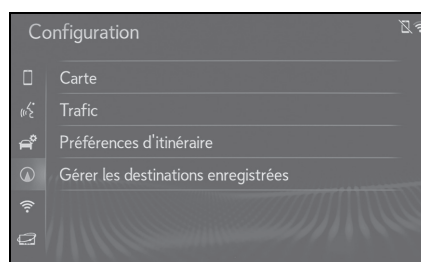 Configuration
Carte
Trafic
Préférences d'itinéraire
Gérer les destinations enregistrées